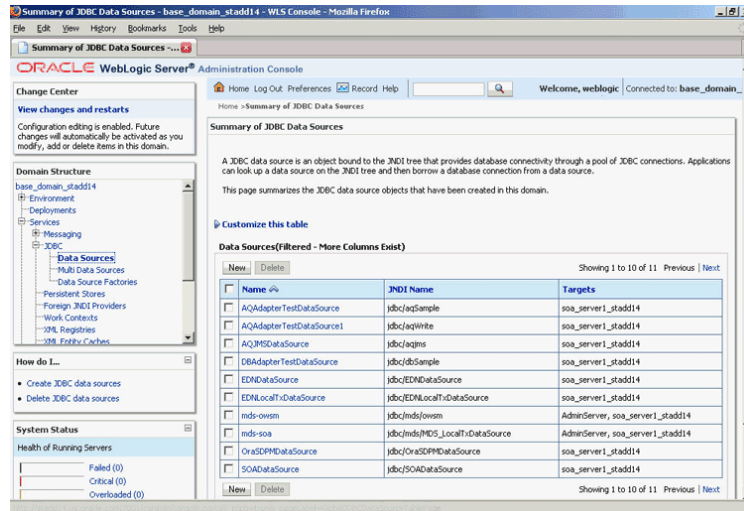 Summary of JDBC Data Sources - base_domain_stadd14 - WLS Console - Mozilla Firefox
File Edit View History Bookmarks Tools Help
Summary of JDBC Data Sources -...
ORACLE WebLogic Server® Administration Console
Change Center
View changes and restarts
Configuration editing is enabled. Future
changes will automatically be activated as you
modify, add or delete items in this domain.
Domain Structure
base_domain_stadd14
Environment
Deployments
Services
Messaging
JDBC
Data Sources
Multi Data Sources
Data Source Factories
Persistent Stores
Foreign JNDI Providers
Work Contexts
XML Registries
XML Entity Caches
How do I...
Create JDBC data sources
Delete JDBC data sources
System Status
Health of Running Servers
Failed (0)
Critical (0)
Overloaded (0)
Home Log Out Preferences Record Help
Welcome, weblogic Connected to: base_domain_
Home >Summary of JDBC Data Sources
Summary of JDBC Data Sources
A JDBC data source is an object bound to the JNDI tree that provides database connectivity through a pool of JDBC connections. Applications
can look up a data source on the JNDI tree and then borrow a database connection from a data source.
This page summarizes the JDBC data source objects that have been created in this domain.
Customize this table
Data Sources(Filtered - More Columns Exist)
New Delete Showing 1 to 10 of 11 Previous | Next
Name JNDI Name Targets
AQAdapterTestDataSource jdbc/aqSample soa_server1_stadd14
AQAdapterTestDataSource1 jdbc/aqWrite soa_server1_stadd14
AQJMSDataSource jdbc/aqjms soa_server1_stadd14
DBAdapterTestDataSource jdbc/dbSample soa_server1_stadd14
EDNDataSource jdbc/EDNDataSource soa_server1_stadd14
EDNLocalTxDataSource jdbc/EDNLocalTxDataSource soa_server1_stadd14
mds-owsm jdbc/mds/owsm AdminServer, soa_server1_stadd14
mds-soa jdbc/mds/MDS_LocalTxDataSource AdminServer, soa_server1_stadd14
OraSDPMDataSource jdbc/OraSDPMDataSource soa_server1_stadd14
SOADataSource jdbc/SOADataSource soa_server1_stadd14
New Delete Showing 1 to 10 of 11 Previous | Next